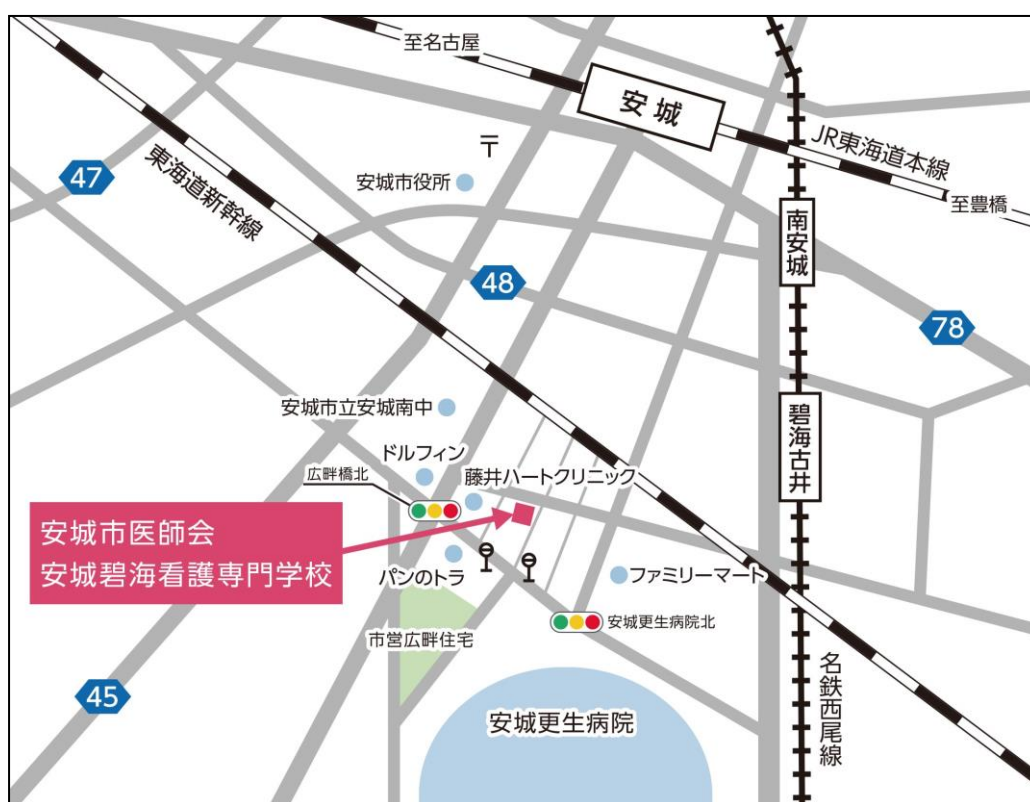 至名古屋
安城
JR東海道本線
至豊橋
〒
安城市役所
47
東海道新幹線
南安城
48
78
安城市立安城南中
碧海古井
ドルフィン
広畔橋北
藤井ハートクリニック
安城市医師会
安城碧海看護専門学校
パンのトラ
ファミリーマート
安城更生病院北
市営広畔住宅
名鉄西尾線
45
安城更生病院